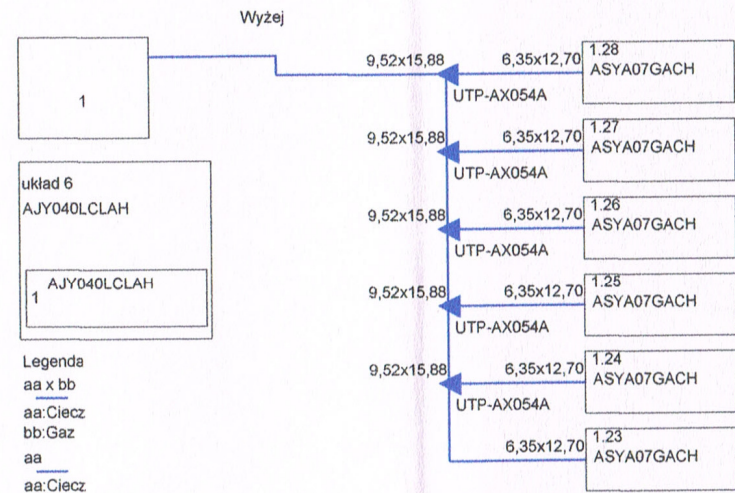 Wyżej
1
9,52x15,88
6,35x12,70
1.28
ASYA07GACH
UTP-AX054A
9,52x15,88
6,35x12,70
1.27
ASYA07GACH
UTP-AX054A
9,52x15,88
6,35x12,70
1.26
ASYA07GACH
UTP-AX054A
9,52x15,88
6,35x12,70
1.25
ASYA07GACH
UTP-AX054A
9,52x15,88
6,35x12,70
1.24
ASYA07GACH
UTP-AX054A
6,35x12,70
1.23
ASYA07GACH
układ 6
AJY040LCLAH
AJY040LCLAH
1
Legenda
aa x bb
aa:Ciecz
bb:Gaz
aa
aa:Ciecz